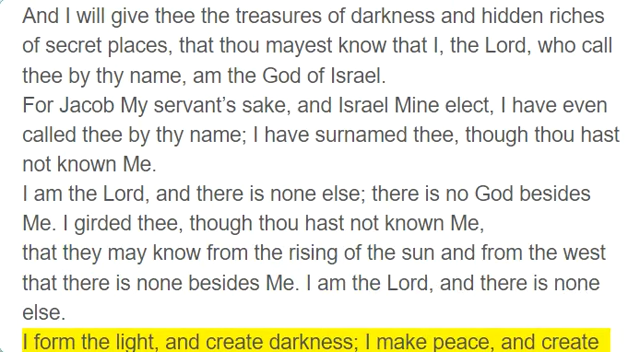 And I will give thee the treasures of darkness and hidden riches
of secret places, that thou mayest know that I, the Lord, who call
thee by thy name, am the God of Israel.
For Jacob My servant’s sake, and Israel Mine elect, I have even
called thee by thy name; I have surnamed thee, though thou hast
not known Me.
I am the Lord, and there is none else; there is no God besides
Me. I girded thee, though thou hast not known Me,
that they may know from the rising of the sun and from the west
that there is none besides Me. I am the Lord, and there is none
else.
I form the light, and create darkness; I make peace, and create